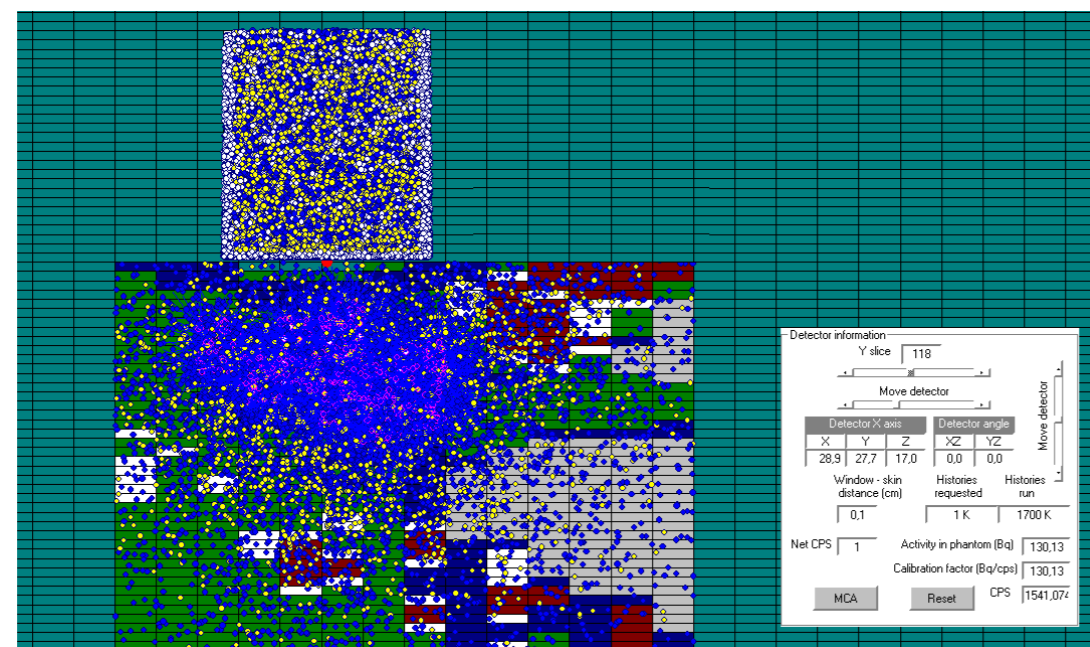 Detector information
Y slice 118
Move detector
Move detector
Detector X axis Detector angle
X Y Z XZ YZ
28,9 27,7 17,0 0,0 0,0
Window - skin distance (cm) Histories requested Histories run
0,1 1 K 1700 K
Net CPS 1 Activity in phantom (Bq) 130,13
Calibration factor (Bq/cps) 130,13
MCA Reset CPS 1541,074